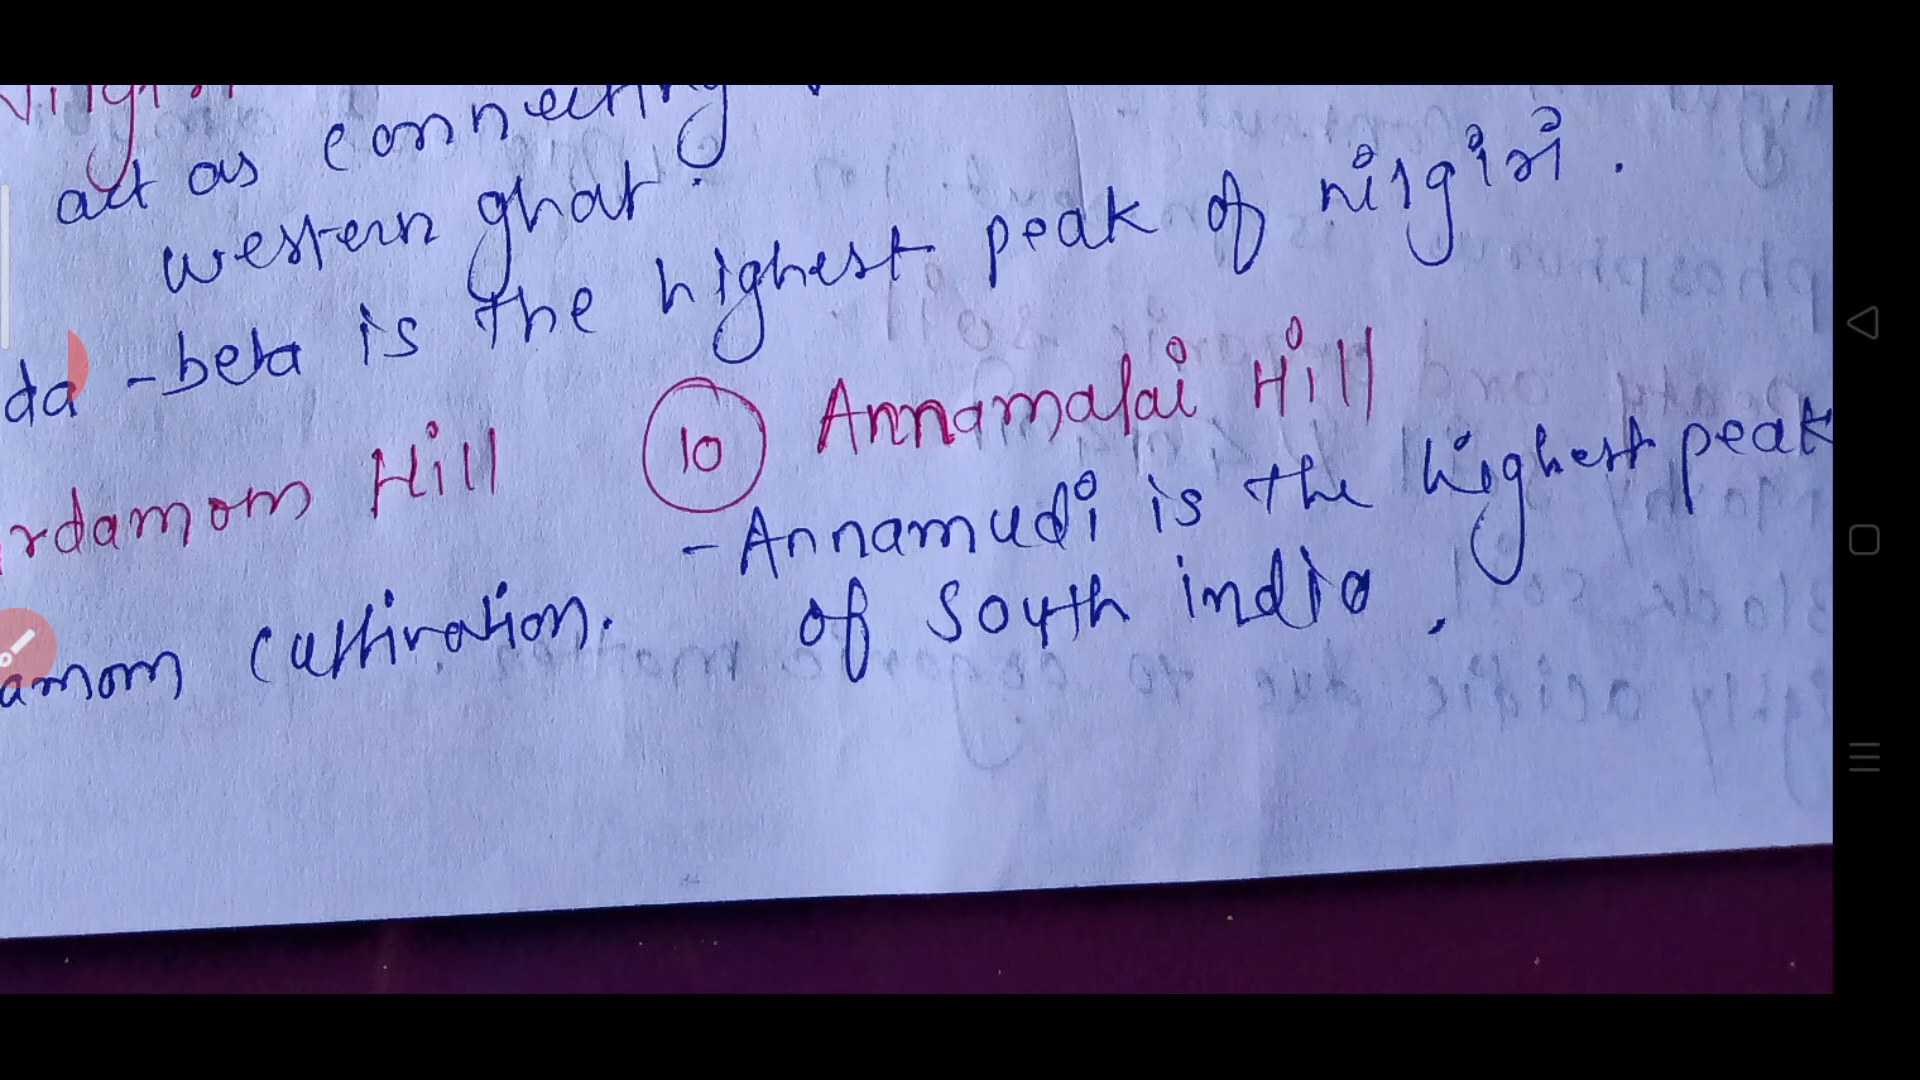 act as connecting
western ghat.
da-beta is the highest peak of nilgiri.
rdamom Hill
10 Annamalai Hill
-Annamudi is the highest peak
of south india.
amom cultivation.